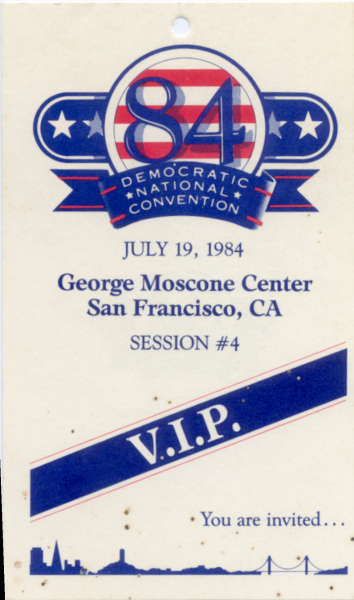 84
DEMOCRATIC
NATIONAL
CONVENTION
JULY 19, 1984
George Moscone Center
San Francisco, CA
SESSION #4
V.I.P.
You are invited...